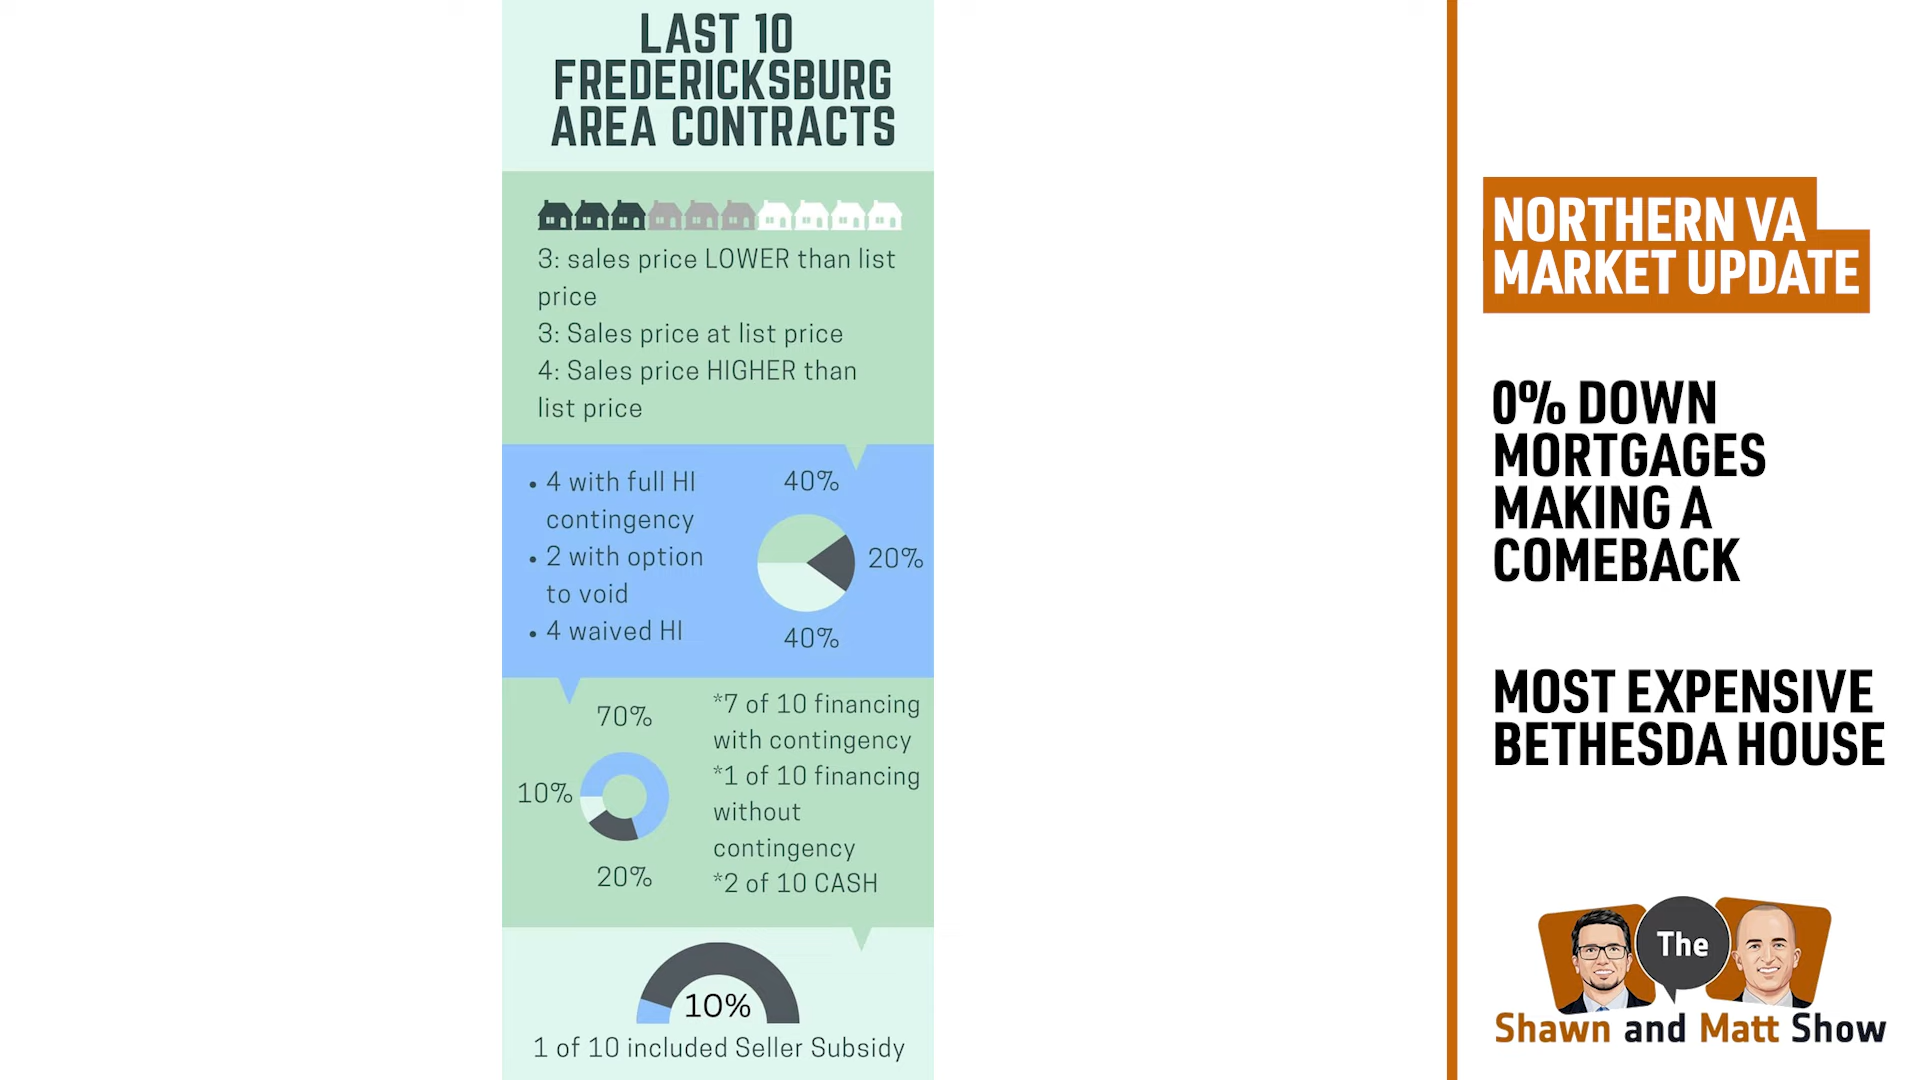 LAST 10
FREDERICKSBURG
AREA CONTRACTS
3: sales price LOWER than list
price
3: Sales price at list price
4: Sales price HIGHER than
list price
• 4 with full HI
contingency
• 2 with option
to void
• 4 waived HI
40%
20%
40%
70%
10%
20%
*7 of 10 financing
with contingency
*1 of 10 financing
without
contingency
*2 of 10 CASH
10%
1 of 10 included Seller Subsidy
NORTHERN VA
MARKET UPDATE
0% DOWN
MORTGAGES
MAKING A
COMEBACK
MOST EXPENSIVE
BETHESDA HOUSE
The
Shawn and Matt Show